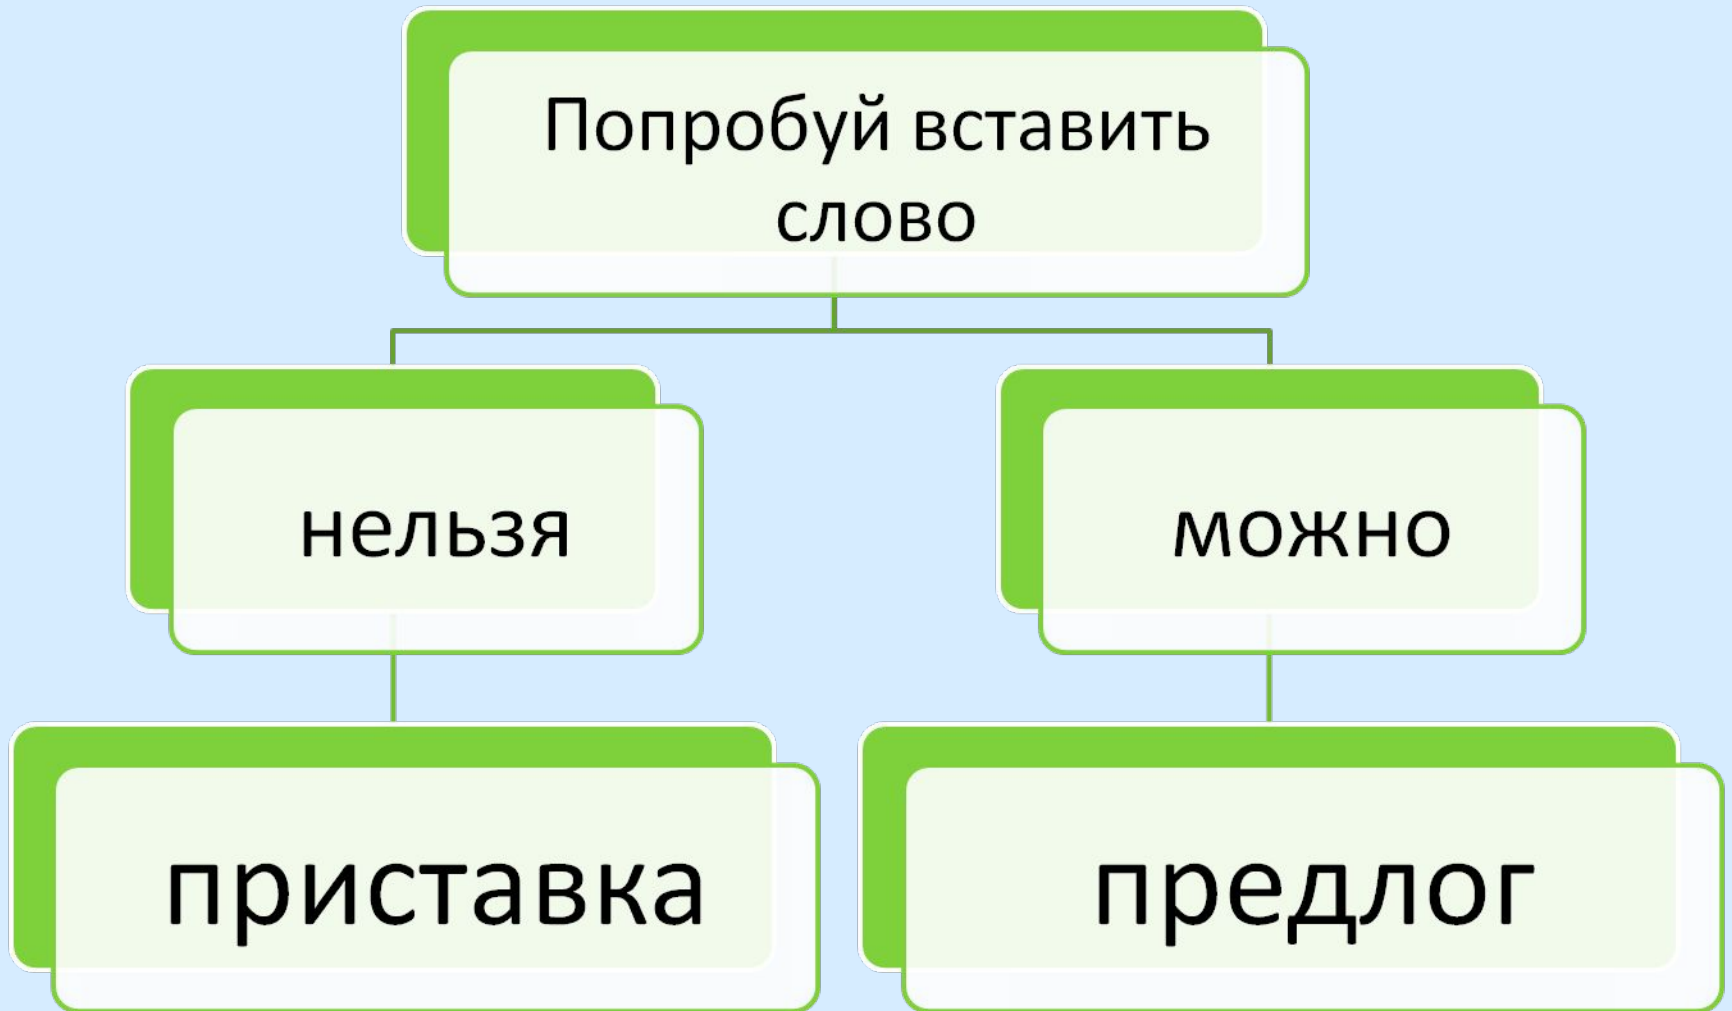 Попробуй вставить
слово
нельзя
можно
приставка
предлог